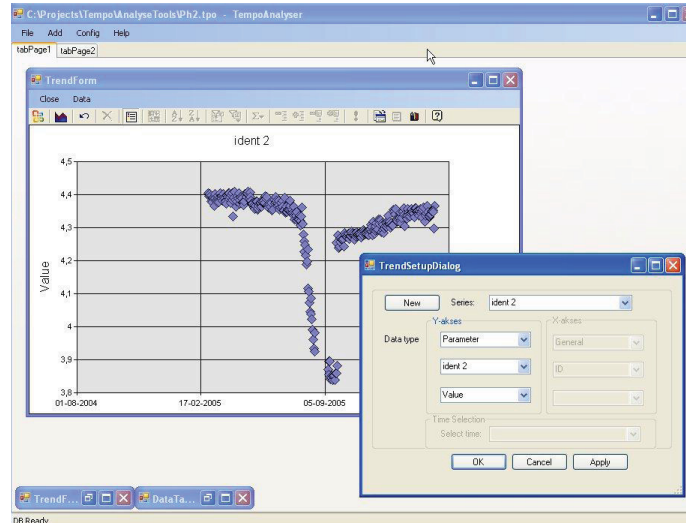 C:\Projects\Tempo\AnalyseTools\Ph2.tpo - TempoAnalyser
File Add Config Help
tabPage1 tabPage2
TrendForm
Close Data
ident 2
4,5
4,4
4,3
4,2
4,1
4
3,9
3,8
Value
01-08-2004 17-02-2005 05-09-2005
TrendSetupDialog
New Series: ident 2
Y-akses X-akses
Data type Parameter General
ident 2 ID
Value
Time Selection
Select time:
OK Cancel Apply
TrendF... DataTa...
DB Ready